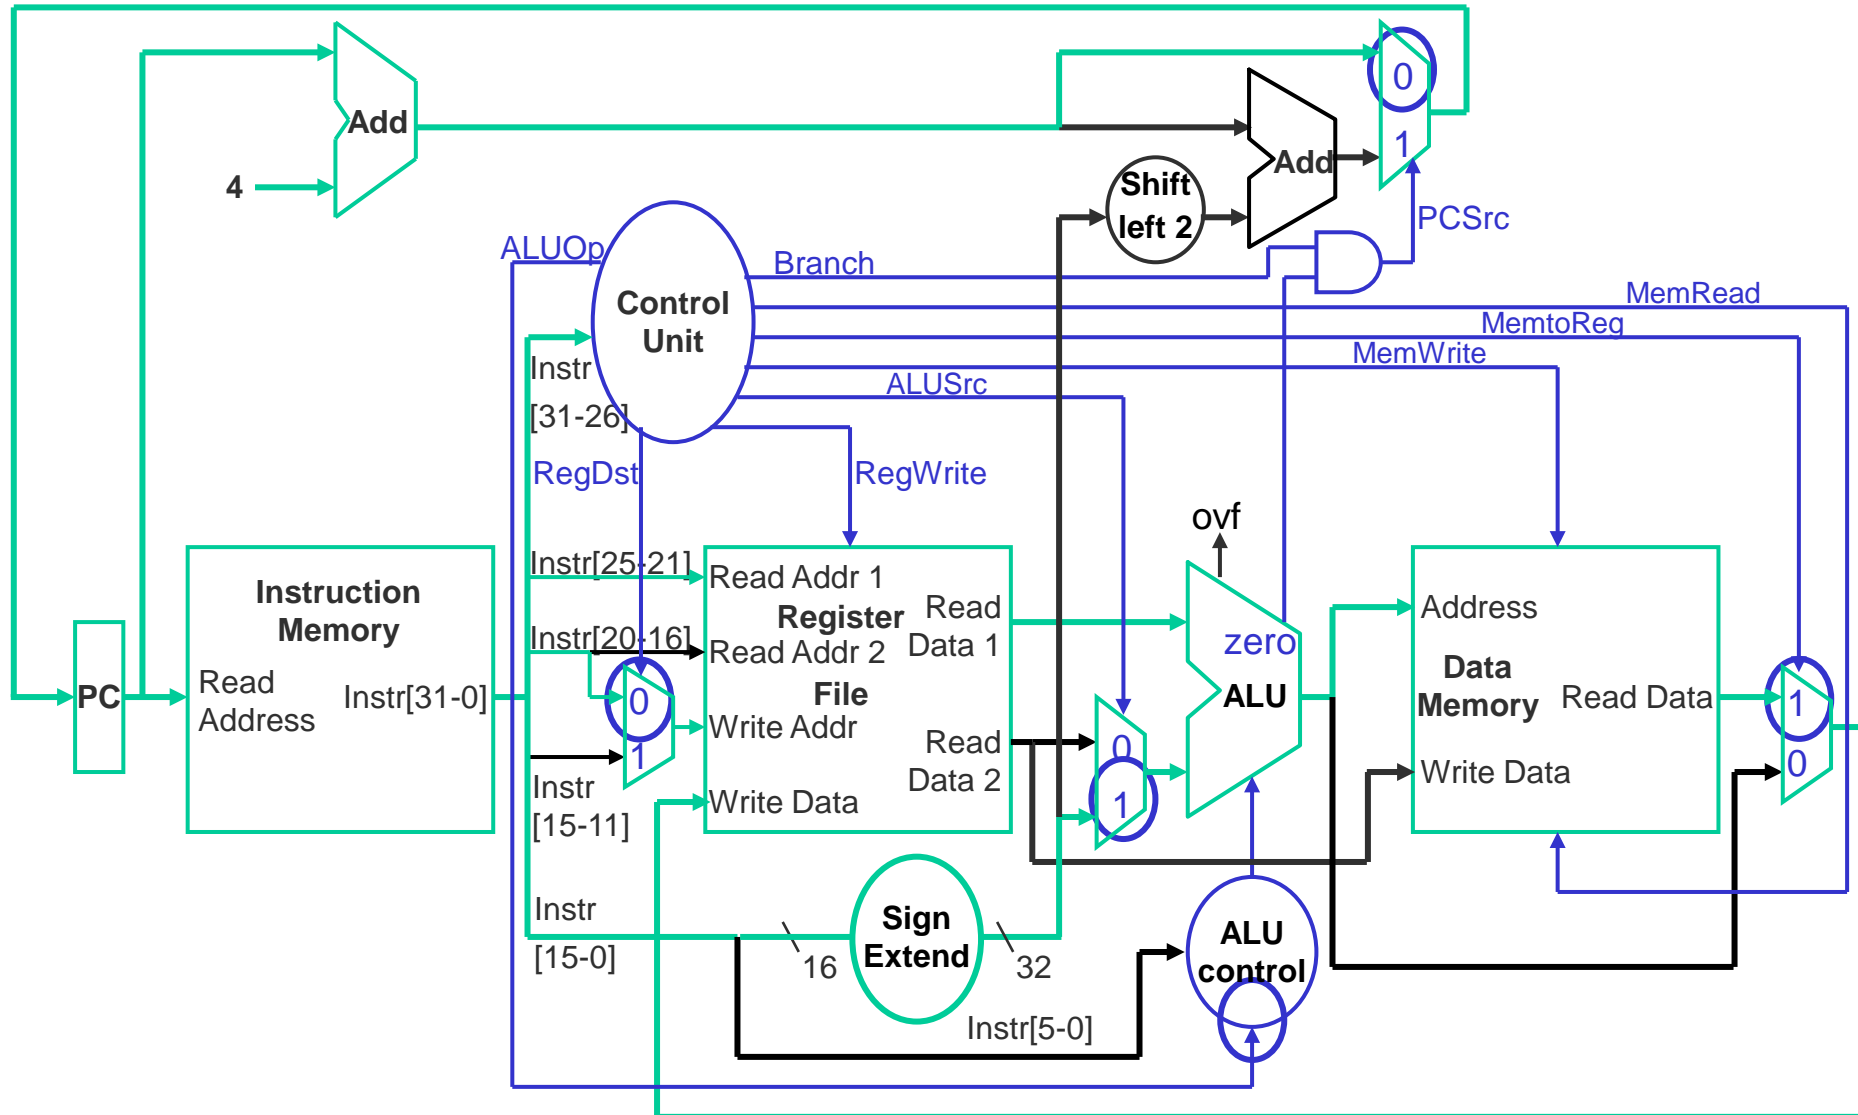 0
Add
1
Add
4
Shift
left 2
PCSrc
ALUOp
Branch
Control
Unit
MemRead
MemtoReg
MemWrite
ALUSrc
Instr
[31-26]
RegDst
RegWrite
ovf
Instr[25-21]
Read Addr 1
Instruction
Memory
Register
Read
Data 1
Address
Instr[20-16]
Read Addr 2
zero
Data
Memory
File
PC
Read
Address
Instr[31-0]
0
ALU
Read Data
1
Write Addr
1
Read
Data 2
0
Write Data
0
Instr
[15-11]
Write Data
1
Instr
[15-0]
Sign
Extend
16
32
ALU
control
Instr[5-0]